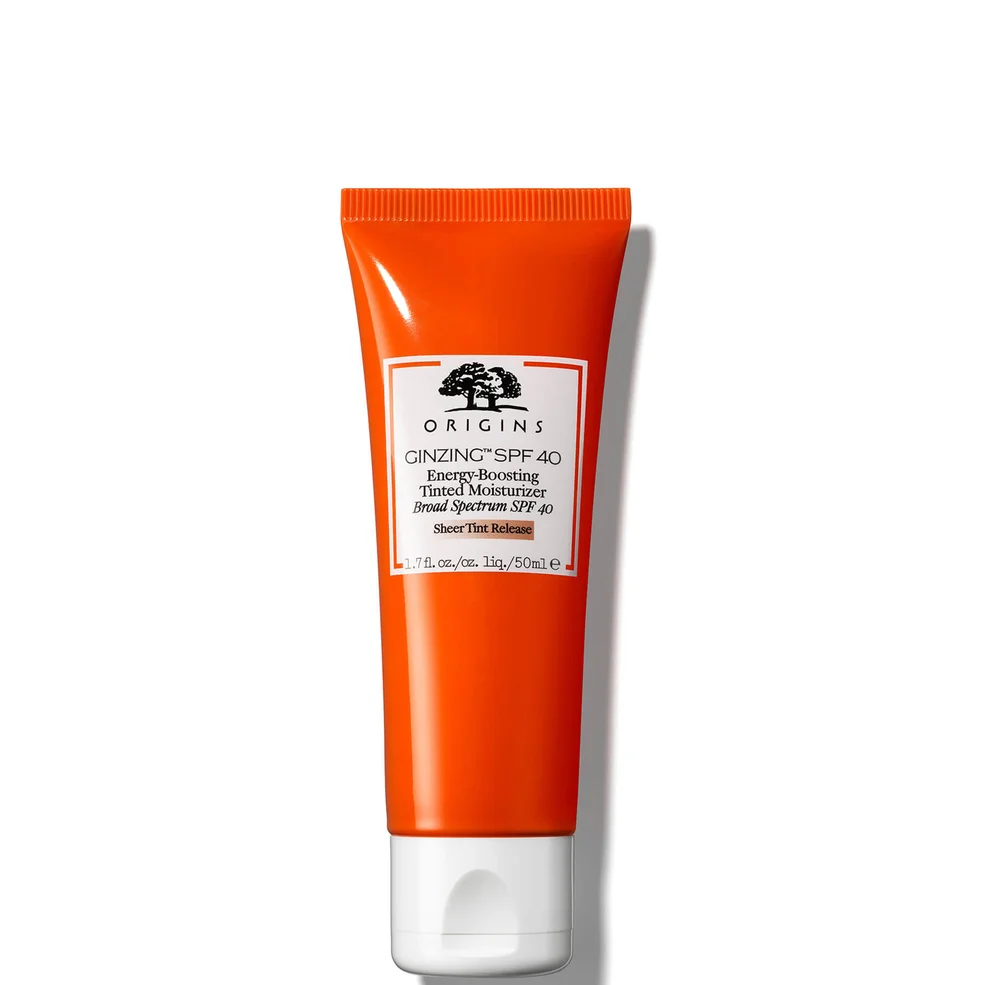 ORIGINS
GINZING™ SPF 40
Energy-Boosting
Tinted Moisturizer
Broad Spectrum SPF 40
Sheer Tint Release
1.7 fl. oz./oz. liq./50ml ℮